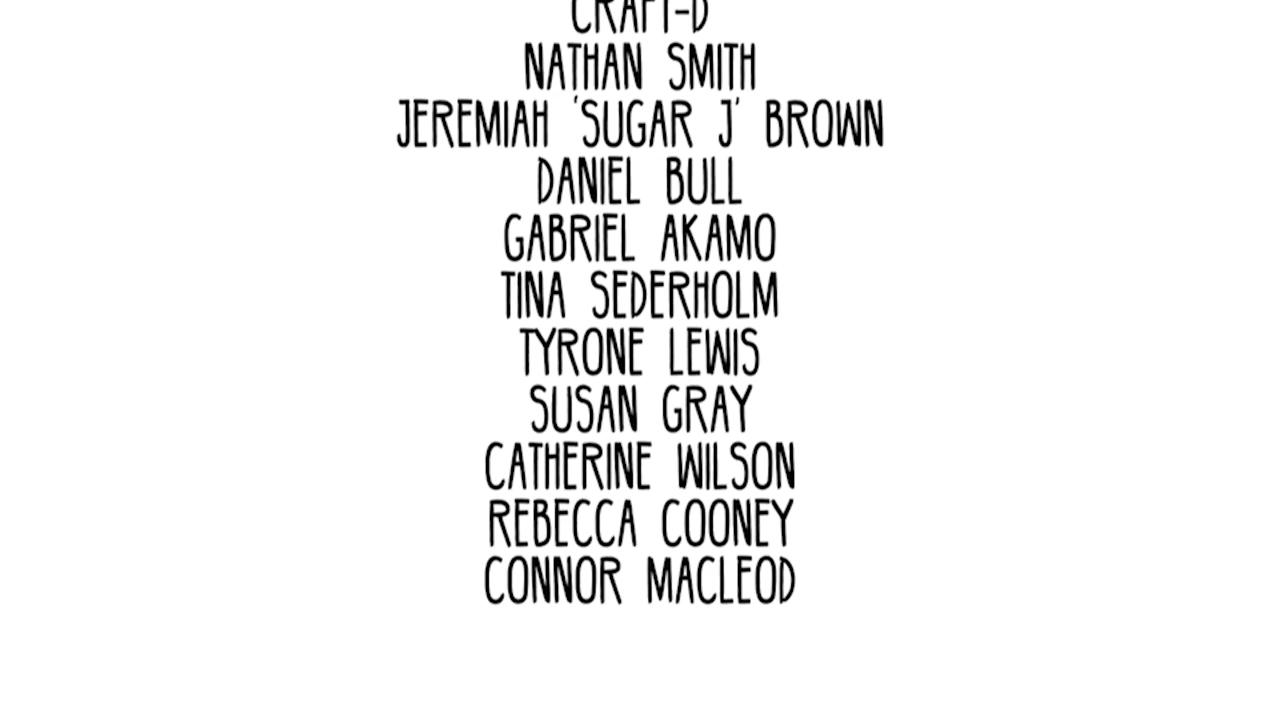 CRAFT-D
NATHAN SMITH
JEREMIAH 'SUGAR J' BROWN
DANIEL BULL
GABRIEL AKAMO
TINA SEDERHOLM
TYRONE LEWIS
SUSAN GRAY
CATHERINE WILSON
REBECCA COONEY
CONNOR MACLEOD